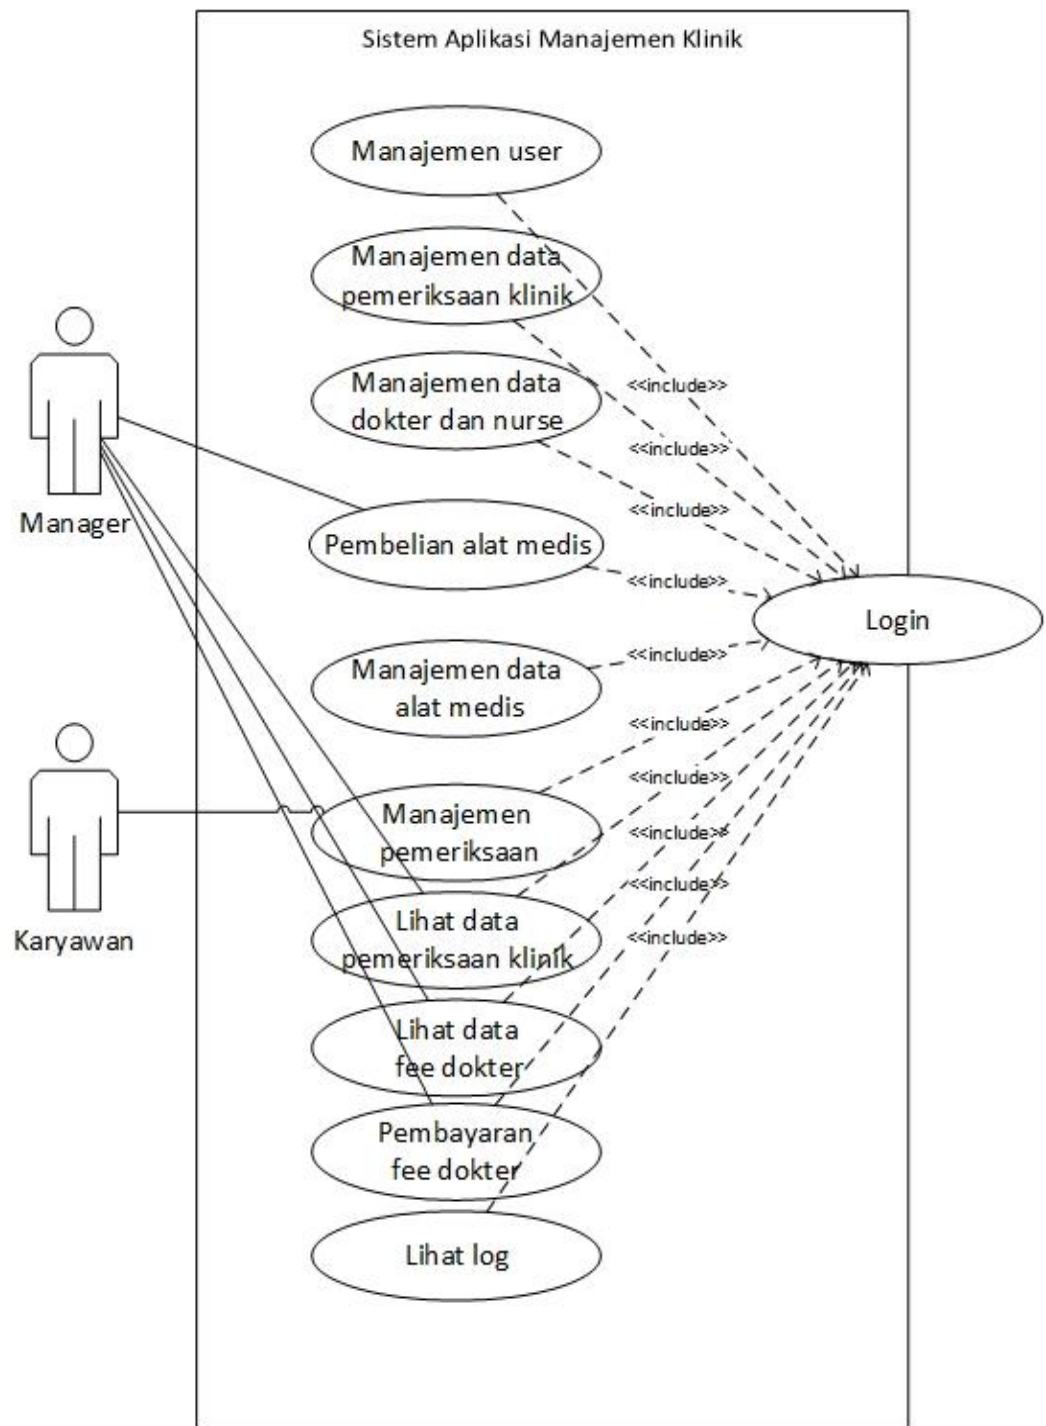 Sistem Aplikasi Manajemen Klinik
Manajemen user
Manajemen data
pemeriksaan klinik
Manajemen data
dokter dan nurse
<<include>>
<<include>>
<<include>>
Manager
Pembelian alat medis
<<include>>
Login
Manajemen data
alat medis
<<include>>
<<include>>
Manajemen
pemeriksaan
<<include>>
<<include>>
Karyawan
Lihat data
pemeriksaan klinik
<<include>>
<<include>>
Lihat data
fee dokter
Pembayaran
fee dokter
Lihat log